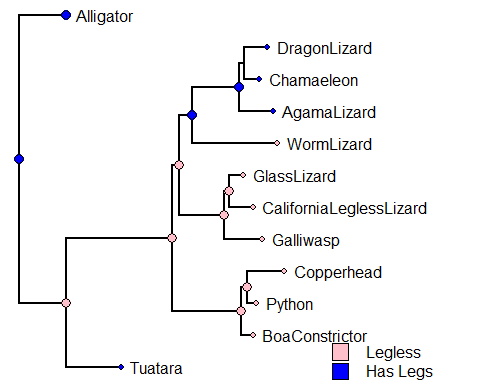 Alligator
DragonLizard
Chamaeleon
AgamaLizard
WormLizard
GlassLizard
CaliforniaLeglessLizard
Galliwasp
Copperhead
Python
BoaConstrictor
Legless
Has Legs
Tuatara